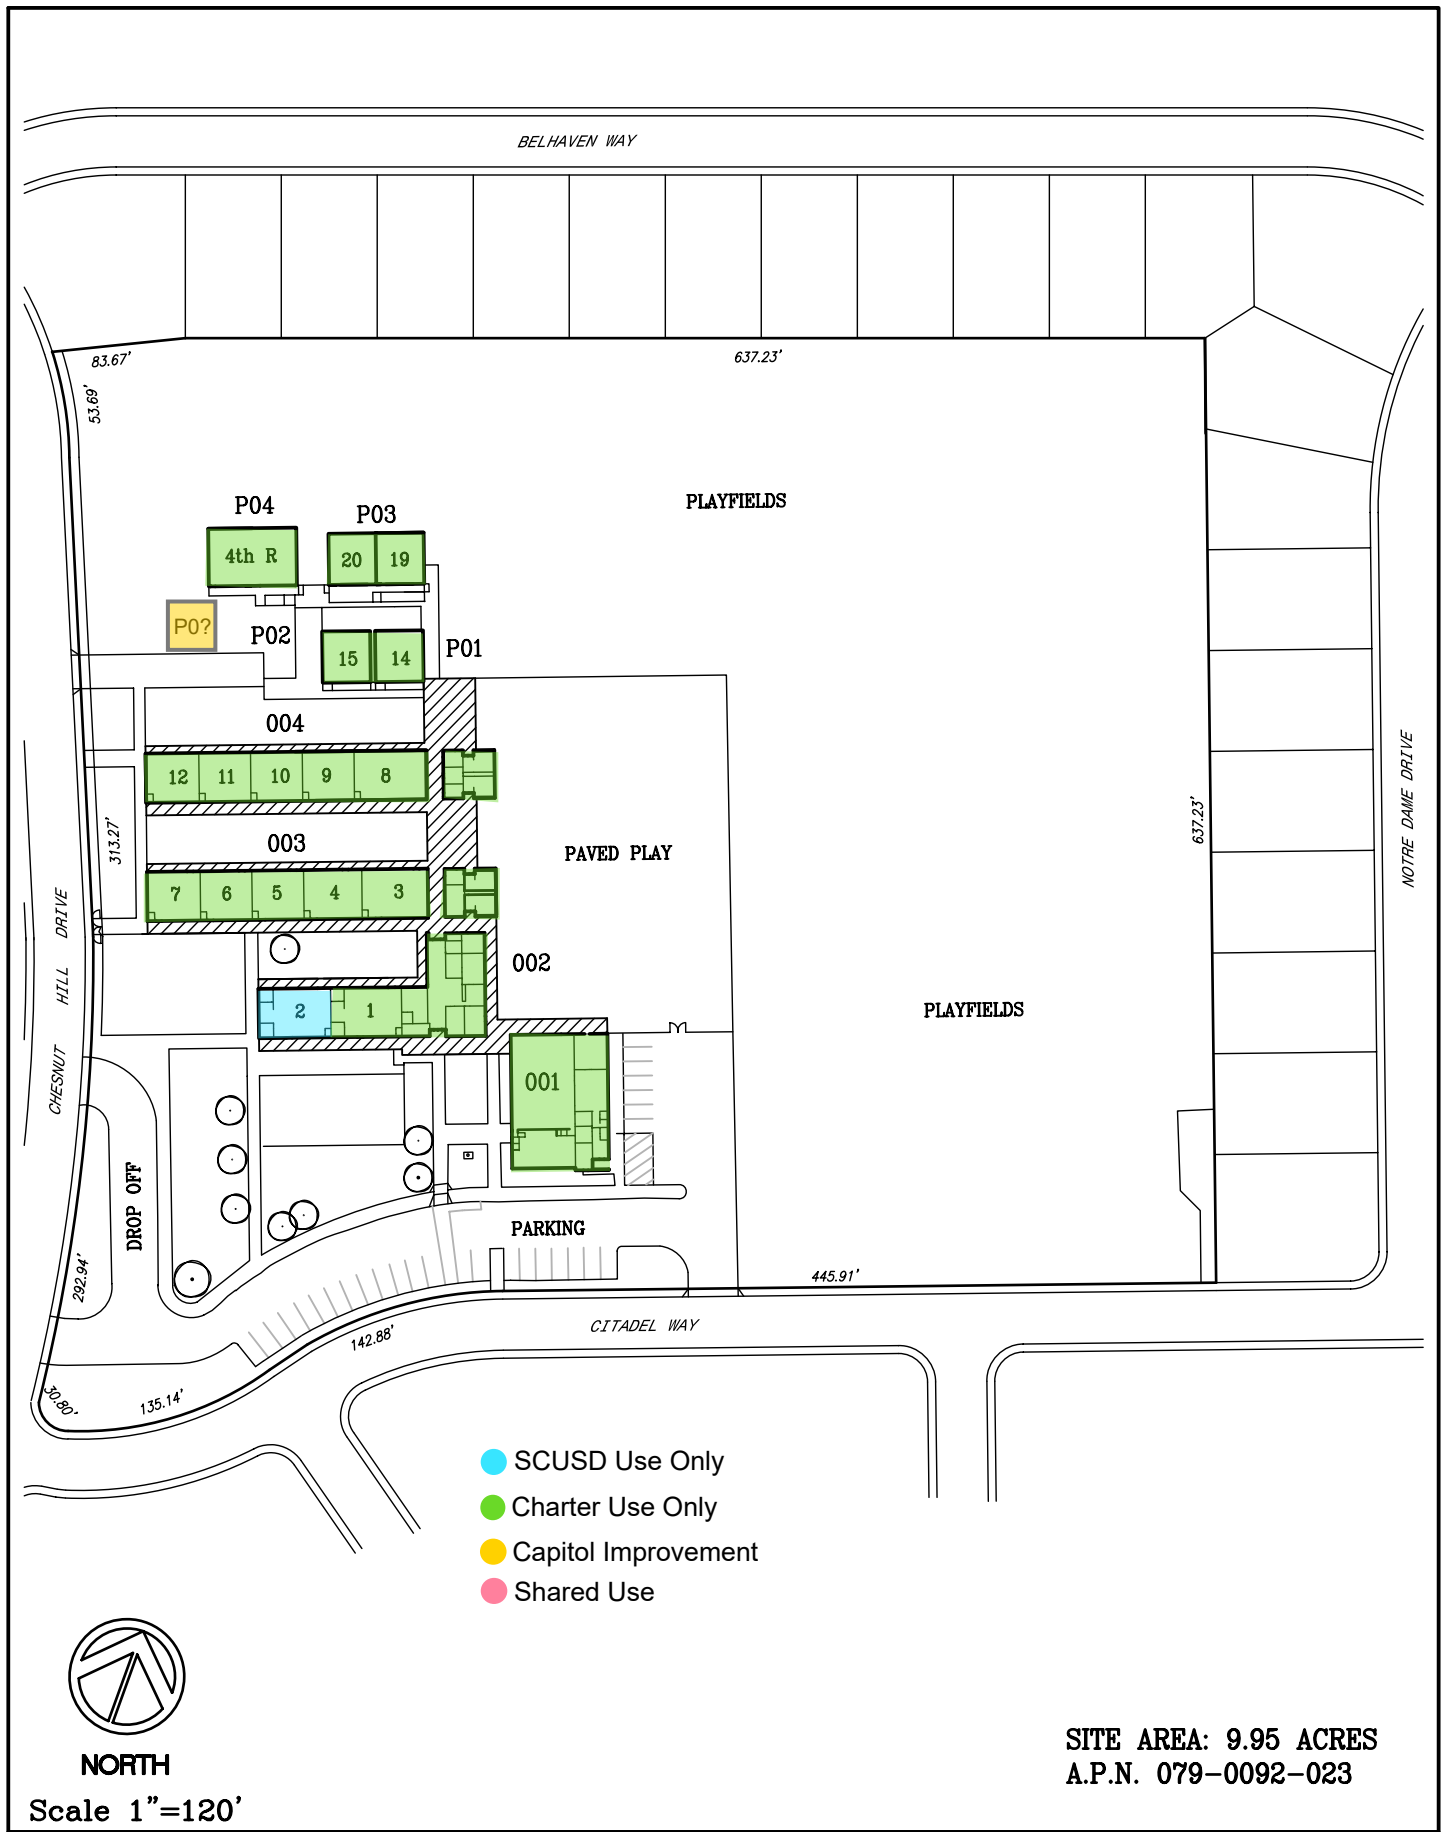 BELHAVEN WAY
83.67'
637.23'
53.69'
PLAYFIELDS
P04
P03
4th R
20
19
P0?
P02
P01
15
14
004
12
11
10
9
8
NOTRE DAME DRIVE
637.23'
313.27'
003
PAVED PLAY
7
6
5
4
3
CHESNUT HILL DRIVE
002
2
1
PLAYFIELDS
001
DROP OFF
PARKING
292.94'
445.91'
CITADEL WAY
142.88'
30.80'
135.14'
SCUSD Use Only
Charter Use Only
Capitol Improvement
Shared Use
NORTH
Scale 1"=120'
SITE AREA: 9.95 ACRES
A.P.N. 079-0092-023